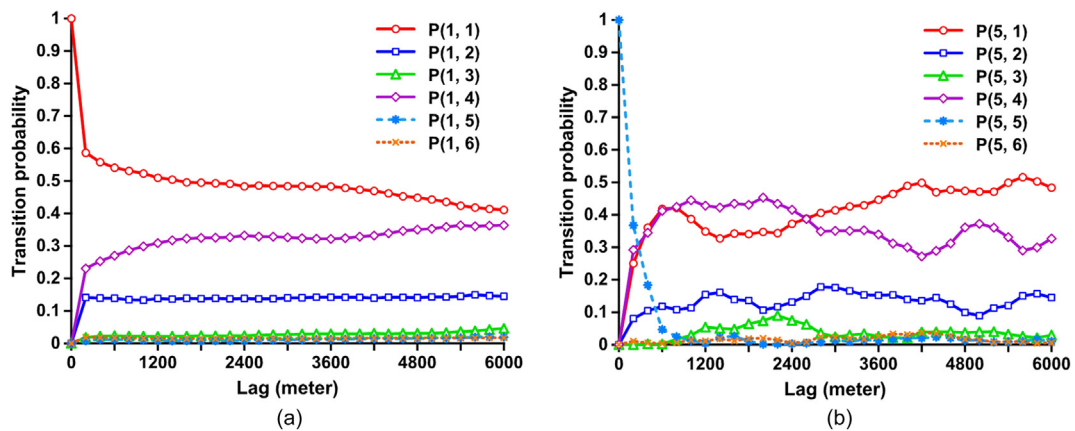 P(1, 1)
P(1, 2)
P(1, 3)
P(1, 4)
P(1, 5)
P(1, 6)
Transition probability
1
0.9
0.8
0.7
0.6
0.5
0.4
0.3
0.2
0.1
0
0 1200 2400 3600 4800 6000
Lag (meter)
(a)
P(5, 1)
P(5, 2)
P(5, 3)
P(5, 4)
P(5, 5)
P(5, 6)
Transition probability
1
0.9
0.8
0.7
0.6
0.5
0.4
0.3
0.2
0.1
0
0 1200 2400 3600 4800 6000
Lag (meter)
(b)